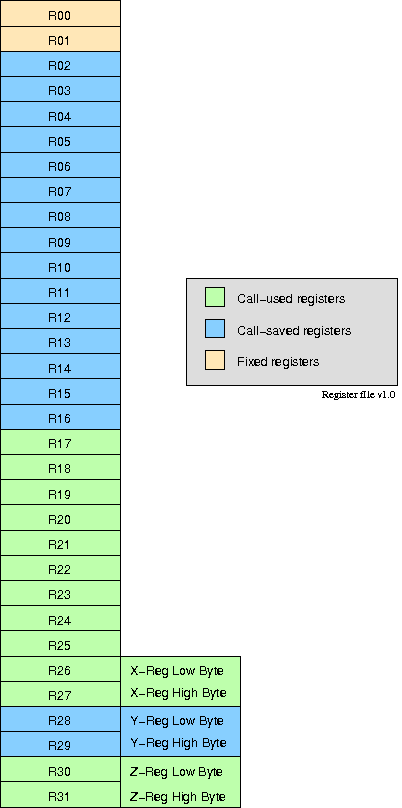 R00
R01
R02
R03
R04
R05
R06
R07
R08
R09
R10
R11
R12
R13
R14
R15
R16
R17
R18
R19
R20
R21
R22
R23
R24
R25
R26 X-Reg Low Byte
R27 X-Reg High Byte
R28 Y-Reg Low Byte
R29 Y-Reg High Byte
R30 Z-Reg Low Byte
R31 Z-Reg High Byte
Call-used registers
Call-saved registers
Fixed registers
Register file v1.0